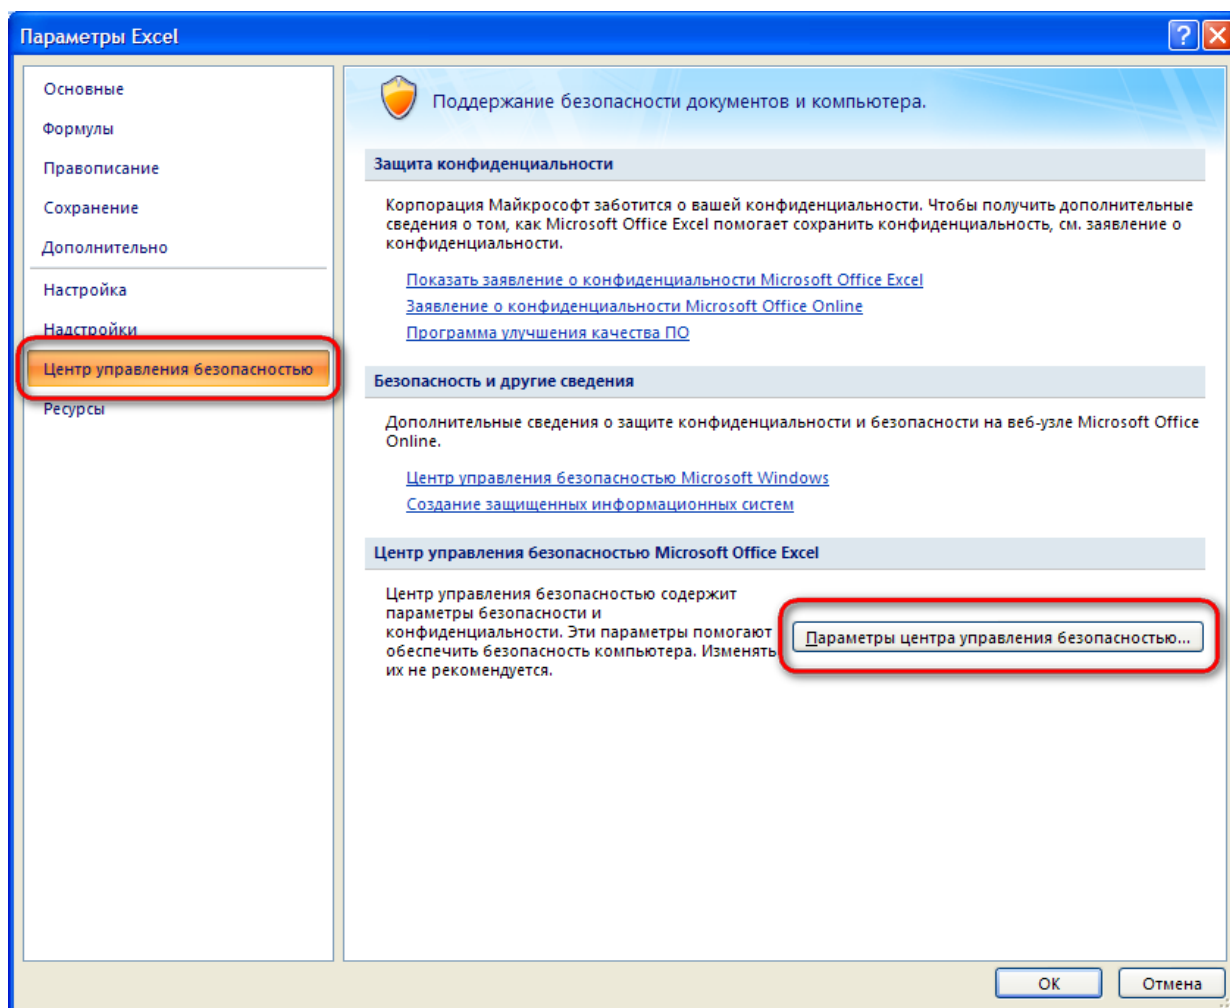 Параметры Excel
Основные
Формулы
Правописание
Сохранение
Дополнительно
Настройка
Надстройки
Центр управления безопасностью
Ресурсы
Поддержание безопасности документов и компьютера.
Защита конфиденциальности
Корпорация Майкрософт заботится о вашей конфиденциальности. Чтобы получить дополнительные
сведения о том, как Microsoft Office Excel помогает сохранить конфиденциальность, см. заявление о
конфиденциальности.
Показать заявление о конфиденциальности Microsoft Office Excel
Заявление о конфиденциальности Microsoft Office Online
Программа улучшения качества ПО
Безопасность и другие сведения
Дополнительные сведения о защите конфиденциальности и безопасности на веб-узле Microsoft Office
Online.
Центр управления безопасностью Microsoft Windows
Создание защищенных информационных систем
Центр управления безопасностью Microsoft Office Excel
Центр управления безопасностью содержит
параметры безопасности и
конфиденциальности. Эти параметры помогают
обеспечить безопасность компьютера. Изменять
их не рекомендуется.
Параметры центра управления безопасностью...
ОК
Отмена